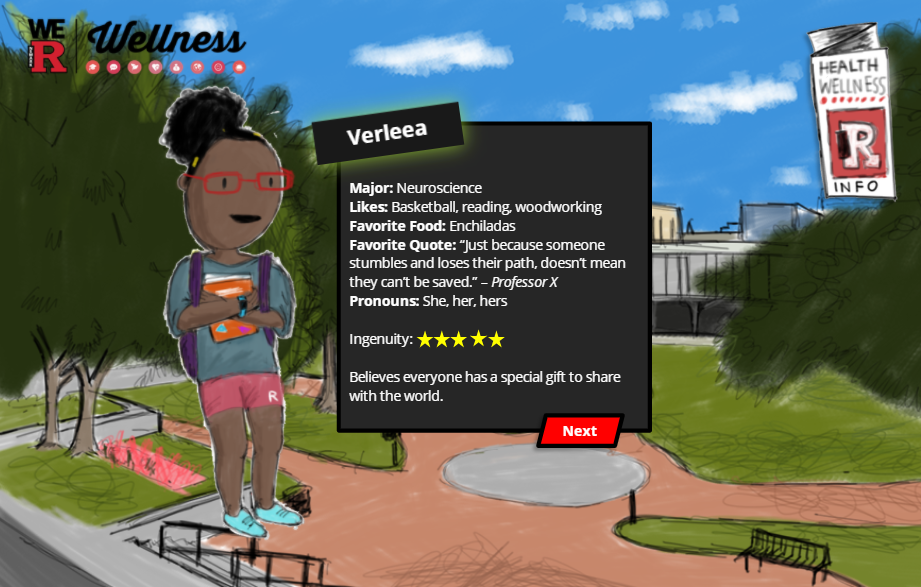 WE
R
Wellness
HEALTH
WELLNESS
R
INFO
Verleea
Major: Neuroscience
Likes: Basketball, reading, woodworking
Favorite Food: Enchiladas
Favorite Quote: “Just because someone
stumbles and loses their path, doesn’t mean
they can’t be saved.” – Professor X
Pronouns: She, her, hers
Ingenuity: ★★★★★
Believes everyone has a special gift to share
with the world.
R
Next